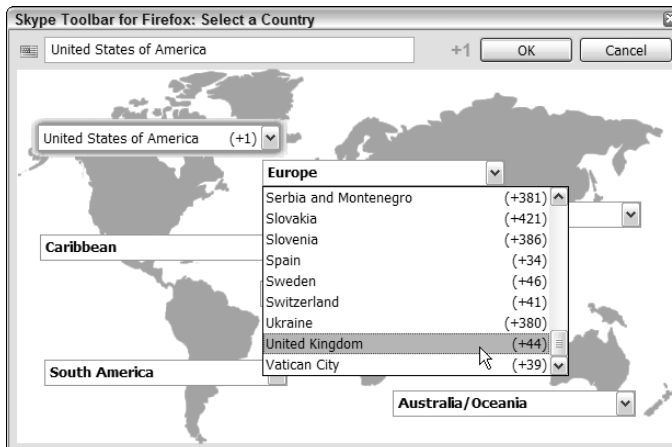 Skype Toolbar for Firefox: Select a Country
United States of America +1 OK Cancel
United States of America (+1)
Europe
Serbia and Montenegro (+381)
Slovakia (+421)
Slovenia (+386)
Caribbean
Spain (+34)
Sweden (+46)
Switzerland (+41)
Ukraine (+380)
United Kingdom (+44)
Vatican City (+39)
South America
Australia/Oceania